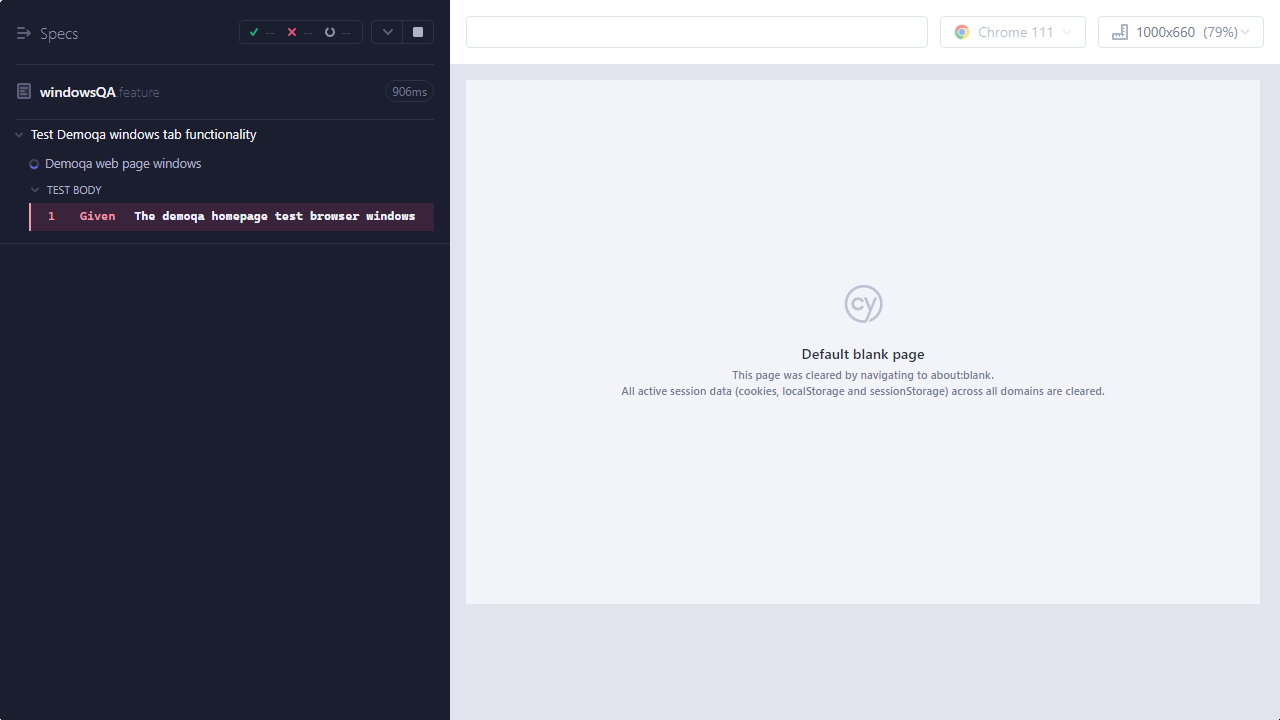 Specs
-- -- --
windowsQA.feature
906ms
Test Demoqa windows tab functionality
Demoqa web page windows
TEST BODY
1 Given The demoqa homepage test browser windows
Chrome 111
1000x660 (79%)
cy
Default blank page
This page was cleared by navigating to about:blank.
All active session data (cookies, localStorage and sessionStorage) across all domains are cleared.